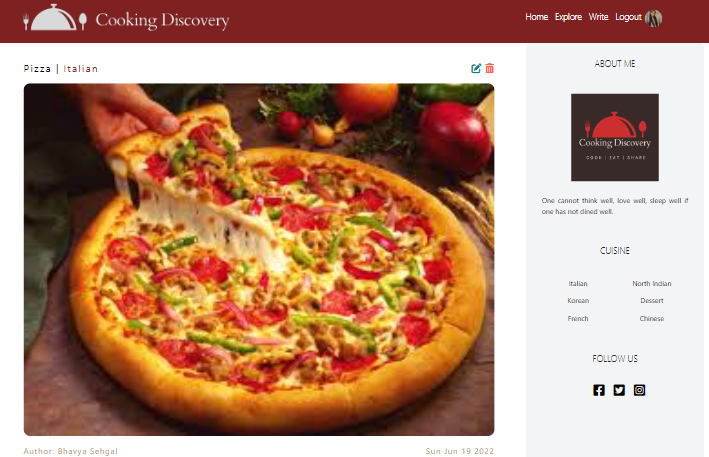 Cooking Discovery
Home Explore Write Logout
Pizza | Italian
Author: Bhavya Sehgal
Sun Jun 19 2022
ABOUT ME
Cooking Discovery
COOK | EAT | SHARE
One cannot think well, love well, sleep well if
one has not dined well.
CUISINE
Italian North Indian
Korean Dessert
French Chinese
FOLLOW US